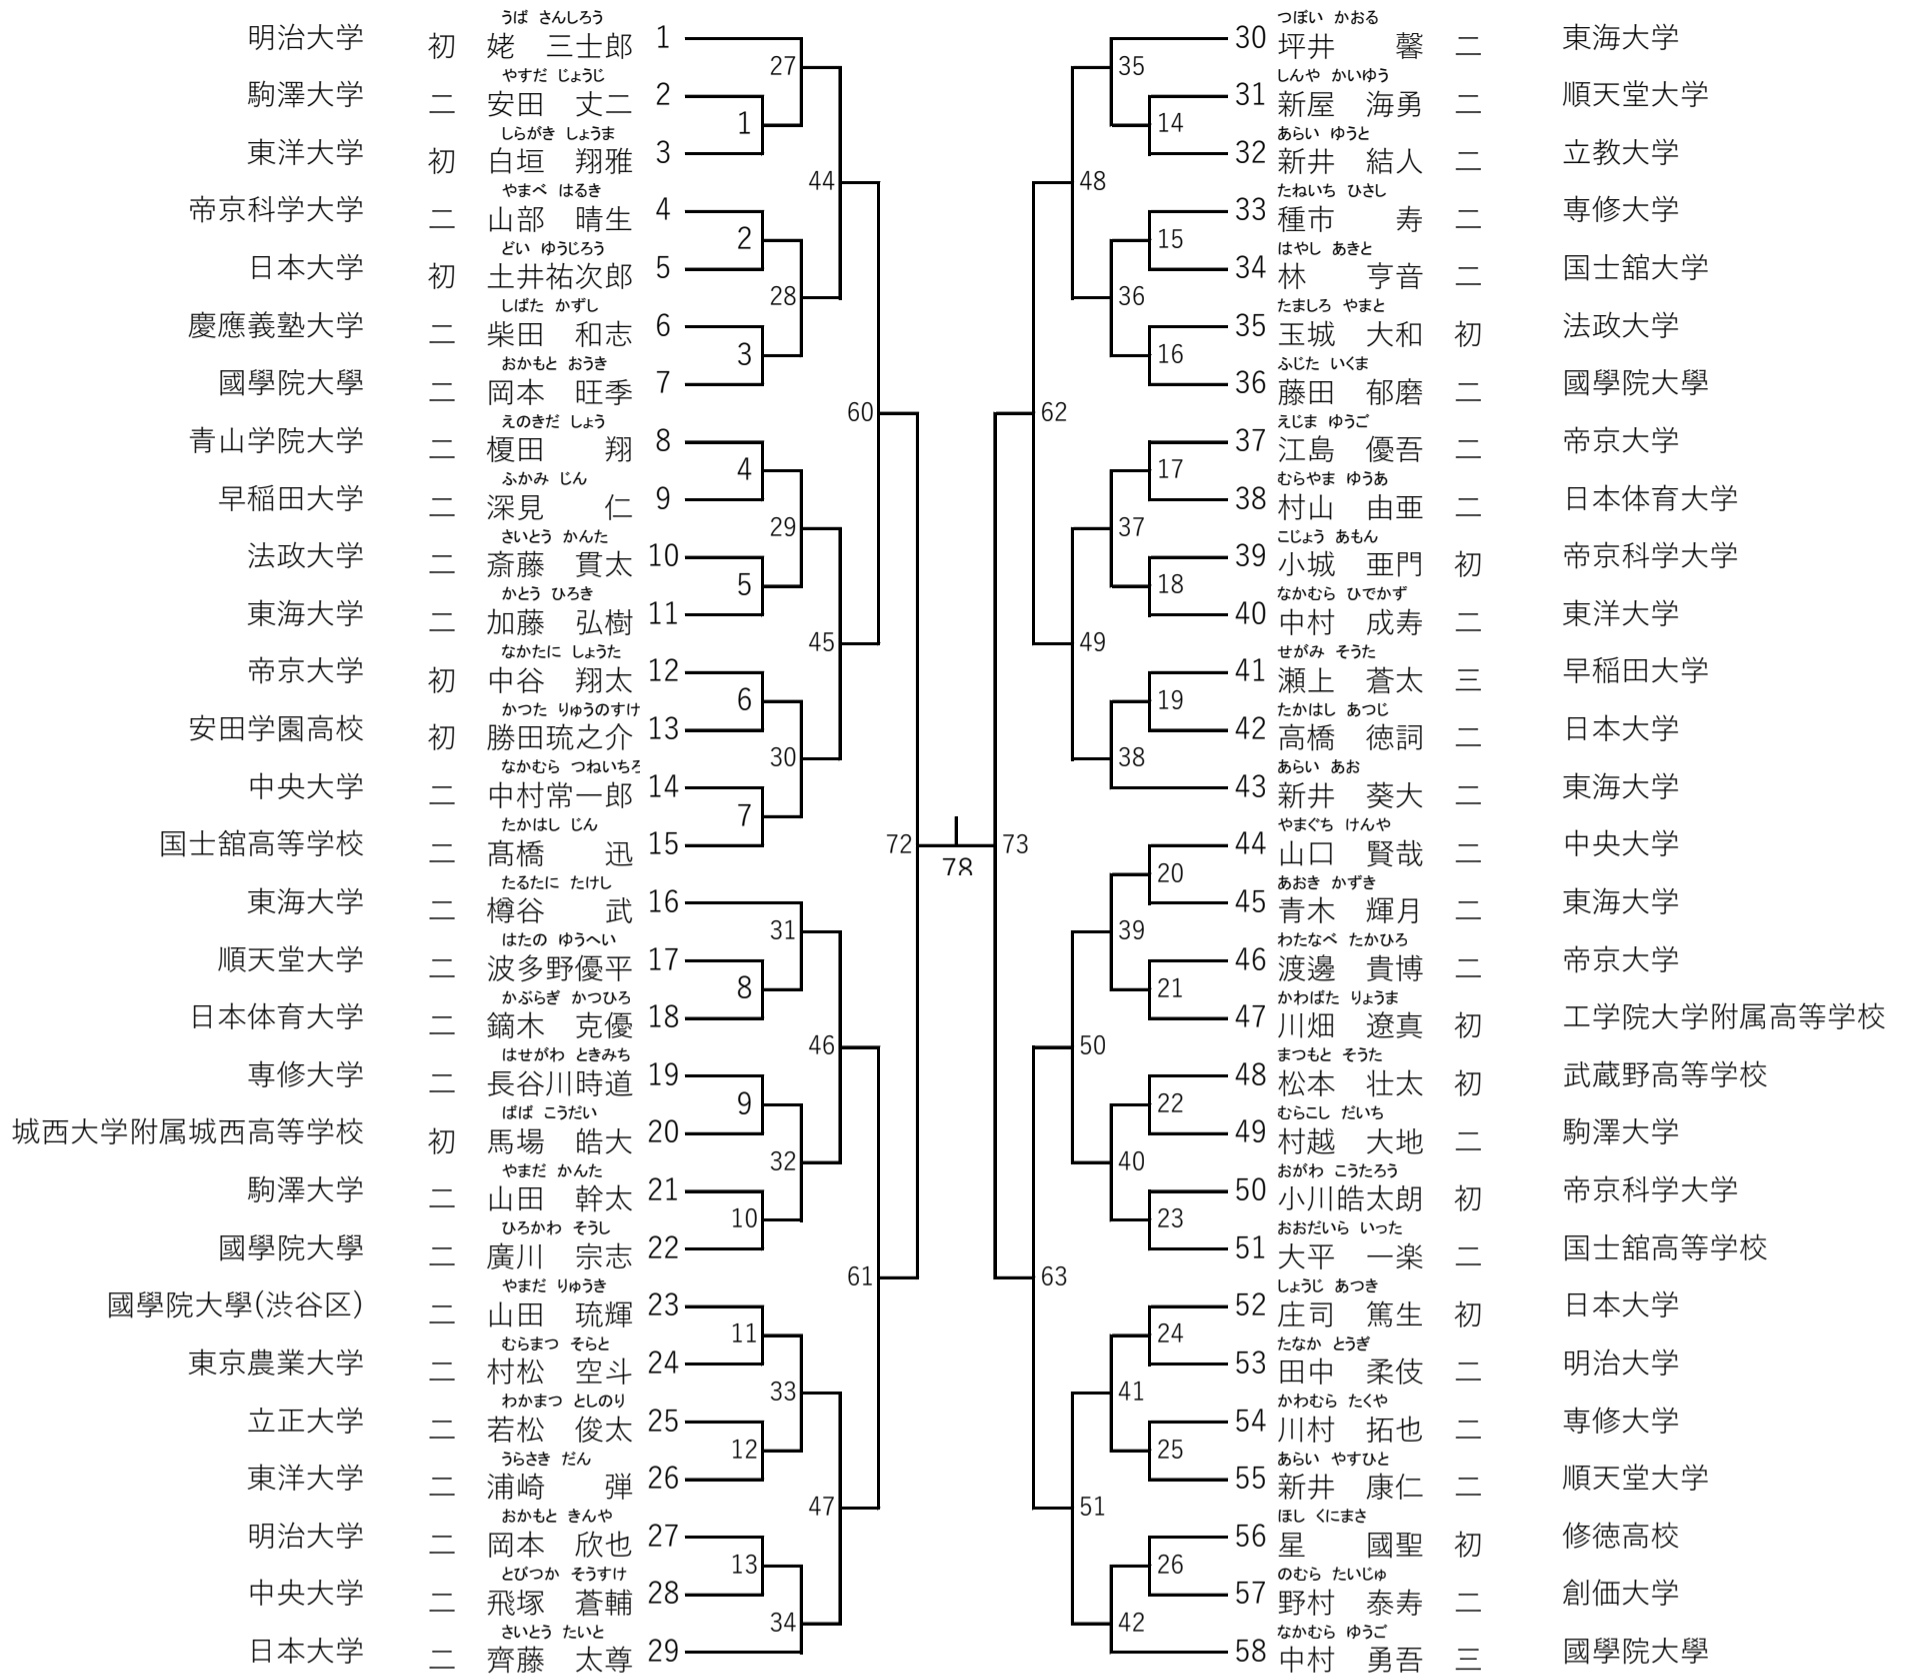 うば さんしろう
明治大学 初 姥 三士郎 1
やすだ じょうじ
駒澤大学 二 安田 丈二 2
しらがき しょうま
東洋大学 初 白垣 翔雅 3
やまべ はるき
帝京科学大学 二 山部 晴生 4
どい ゆうじろう
日本大学 初 土井祐次郎 5
しばた かずし
慶應義塾大学 二 柴田 和志 6
おかもと おうき
國學院大學 二 岡本 旺季 7
えのきだ しょう
青山学院大学 二 榎田 翔 8
ふかみ じん
早稲田大学 二 深見 仁 9
さいとう かんた
法政大学 二 斎藤 貫太 10
かとう ひろき
東海大学 二 加藤 弘樹 11
なかたに しょうた
帝京大学 初 中谷 翔太 12
かつた りゅうのすけ
安田学園高校 初 勝田琉之介 13
なかむら つねいちろ
中央大学 二 中村常一郎 14
たかはし じん
国士舘高等学校 二 髙橋 迅 15
たるたに たけし
東海大学 二 樽谷 武 16
はたの ゆうへい
順天堂大学 二 波多野優平 17
かぶらぎ かつひろ
日本体育大学 二 鏑木 克優 18
はせがわ ときみち
専修大学 二 長谷川時道 19
ばば こうだい
城西大学附属城西高等学校 初 馬場 皓大 20
やまだ かんた
駒澤大学 二 山田 幹太 21
ひろかわ そうし
國學院大學 二 廣川 宗志 22
やまだ りゅうき
國學院大學(渋谷区) 二 山田 琉輝 23
むらまつ そらと
東京農業大学 二 村松 空斗 24
わかまつ としのり
立正大学 二 若松 俊太 25
うらさき だん
東洋大学 二 浦崎 弾 26
おかもと きんや
明治大学 二 岡本 欣也 27
とびつか そうすけ
中央大学 二 飛塚 蒼輔 28
さいとう たいと
日本大学 二 齊藤 太尊 29
1
2
3
4
5
6
7
8
9
10
11
12
13
27
28
29
30
31
32
33
34
44
45
46
47
60
61
72
78
73
62
63
48
49
50
51
35
36
37
38
39
40
41
42
14
15
16
17
18
19
20
21
22
23
24
25
26
つぼい かおる
30 坪井 馨 二 東海大学
しんや かいゆう
31 新屋 海勇 二 順天堂大学
あらい ゆうと
32 新井 結人 二 立教大学
たねいち ひさし
33 種市 寿 二 専修大学
はやし あきと
34 林 亨音 二 国士舘大学
たましろ やまと
35 玉城 大和 初 法政大学
ふじた いくま
36 藤田 郁磨 二 國學院大學
えじま ゆうご
37 江島 優吾 二 帝京大学
むらやま ゆうあ
38 村山 由亜 二 日本体育大学
こじょう あもん
39 小城 亜門 初 帝京科学大学
なかむら ひでかず
40 中村 成寿 二 東洋大学
せがみ そうた
41 瀬上 蒼太 三 早稲田大学
たかはし あつじ
42 高橋 徳詞 二 日本大学
あらい あお
43 新井 葵大 二 東海大学
やまぐち けんや
44 山口 賢哉 二 中央大学
あおき かずき
45 青木 輝月 二 東海大学
わたなべ たかひろ
46 渡邊 貴博 二 帝京大学
かわばた りょうま
47 川畑 遼真 初 工学院大学附属高等学校
まつもと そうた
48 松本 壮太 初 武蔵野高等学校
むらこし だいち
49 村越 大地 二 駒澤大学
おがわ こうたろう
50 小川皓太朗 初 帝京科学大学
おおだいら いった
51 大平 一楽 二 国士舘高等学校
しょうじ あつき
52 庄司 篤生 初 日本大学
たなか とうぎ
53 田中 柔伎 二 明治大学
かわむら たくや
54 川村 拓也 二 専修大学
あらい やすひと
55 新井 康仁 二 順天堂大学
ほし くにまさ
56 星 國聖 初 修徳高校
のむら たいじゅ
57 野村 泰寿 二 創価大学
なかむら ゆうご
58 中村 勇吾 三 國學院大學